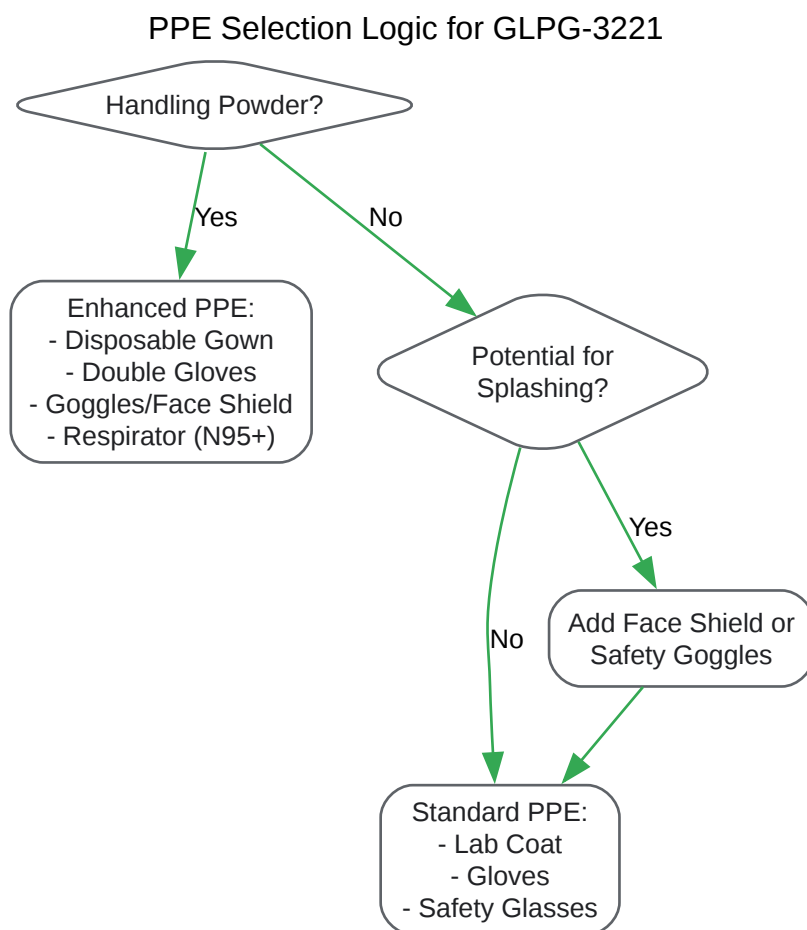 PPE Selection Logic for GLPG-3221
Handling Powder?
Yes
No
Enhanced PPE:
- Disposable Gown
- Double Gloves
- Goggles/Face Shield
- Respirator (N95+)
Potential for
Splashing?
Yes
No
Add Face Shield or
Safety Goggles
Standard PPE:
- Lab Coat
- Gloves
- Safety Glasses